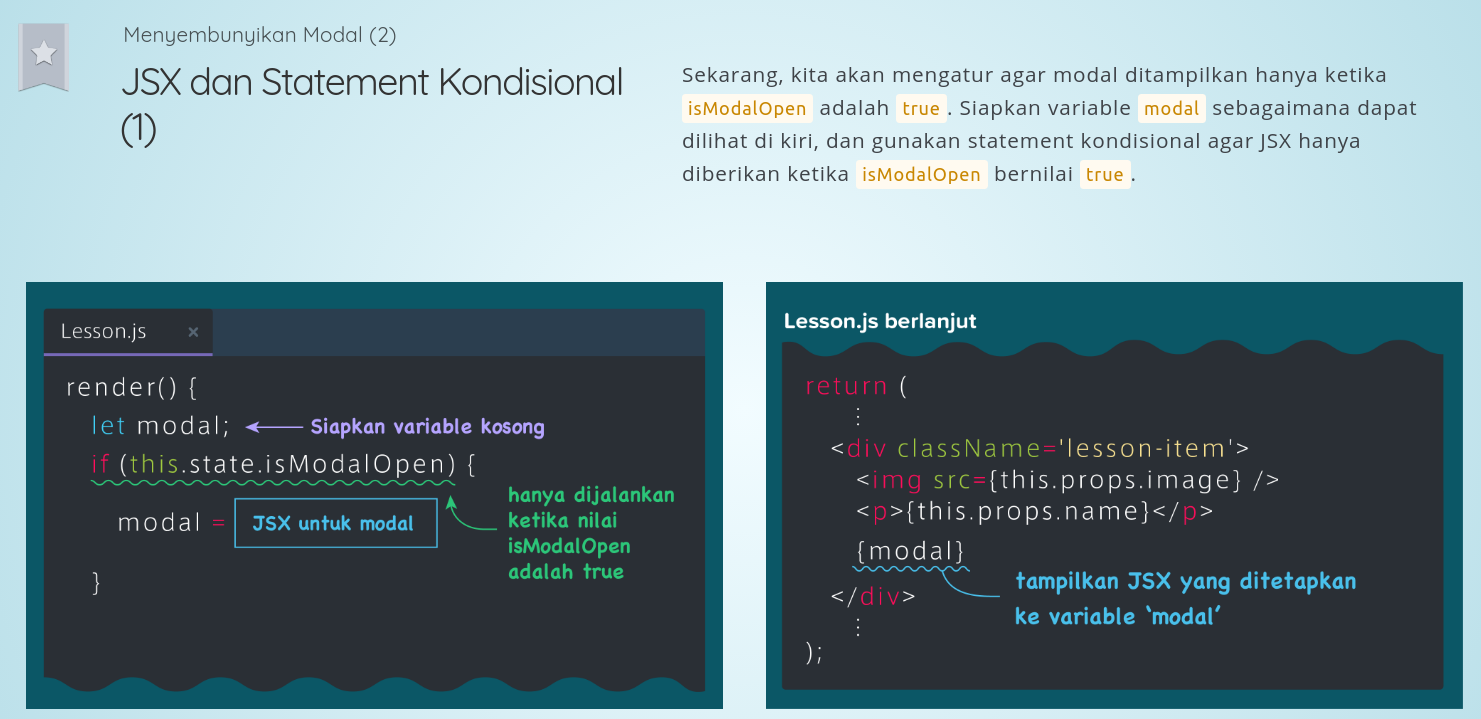 Menyembunyikan Modal (2)
JSX dan Statement Kondisional
(1)
Sekarang, kita akan mengatur agar modal ditampilkan hanya ketika
isModalOpen adalah true. Siapkan variable modal sebagaimana dapat
dilihat di kiri, dan gunakan statement kondisional agar JSX hanya
diberikan ketika isModalOpen bernilai true.
Lesson.js ×
render() {
let modal; Siapkan variable kosong
if (this.state.isModalOpen) {
modal = JSX untuk modal
hanya dijalankan
ketika nilai
isModalOpen
adalah true
}
Lesson.js berlanjut
return (
⋮
<div className='lesson-item'>
<img src={this.props.image} />
<p>{this.props.name}</p>
{modal}
tampilkan JSX yang ditetapkan
ke variable 'modal'
</div>
⋮
);